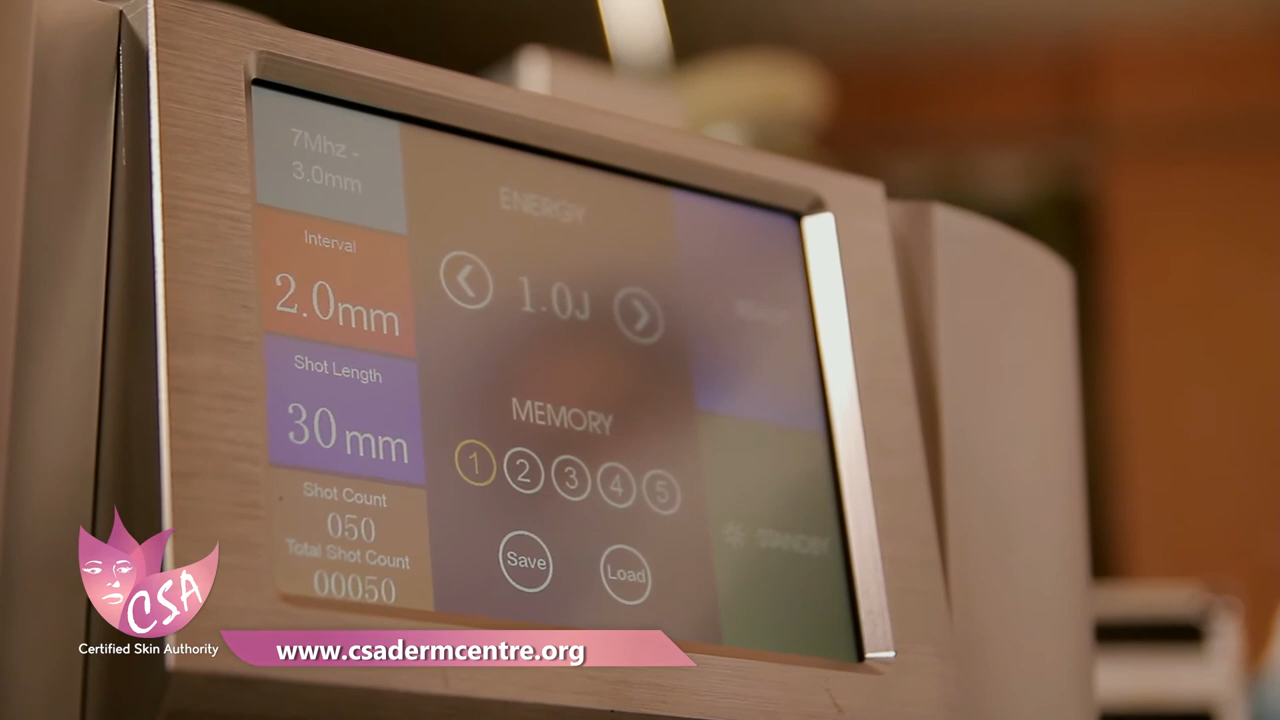 7Mhz -
3.0mm
Interval
2.0mm
Shot Length
30 mm
Shot Count
050
Total Shot Count
00050
ENERGY
1.0J
MEMORY
1 2 3 4 5
Save Load
STANDBY
CSA
Certified Skin Authority
www.csadermcentre.org